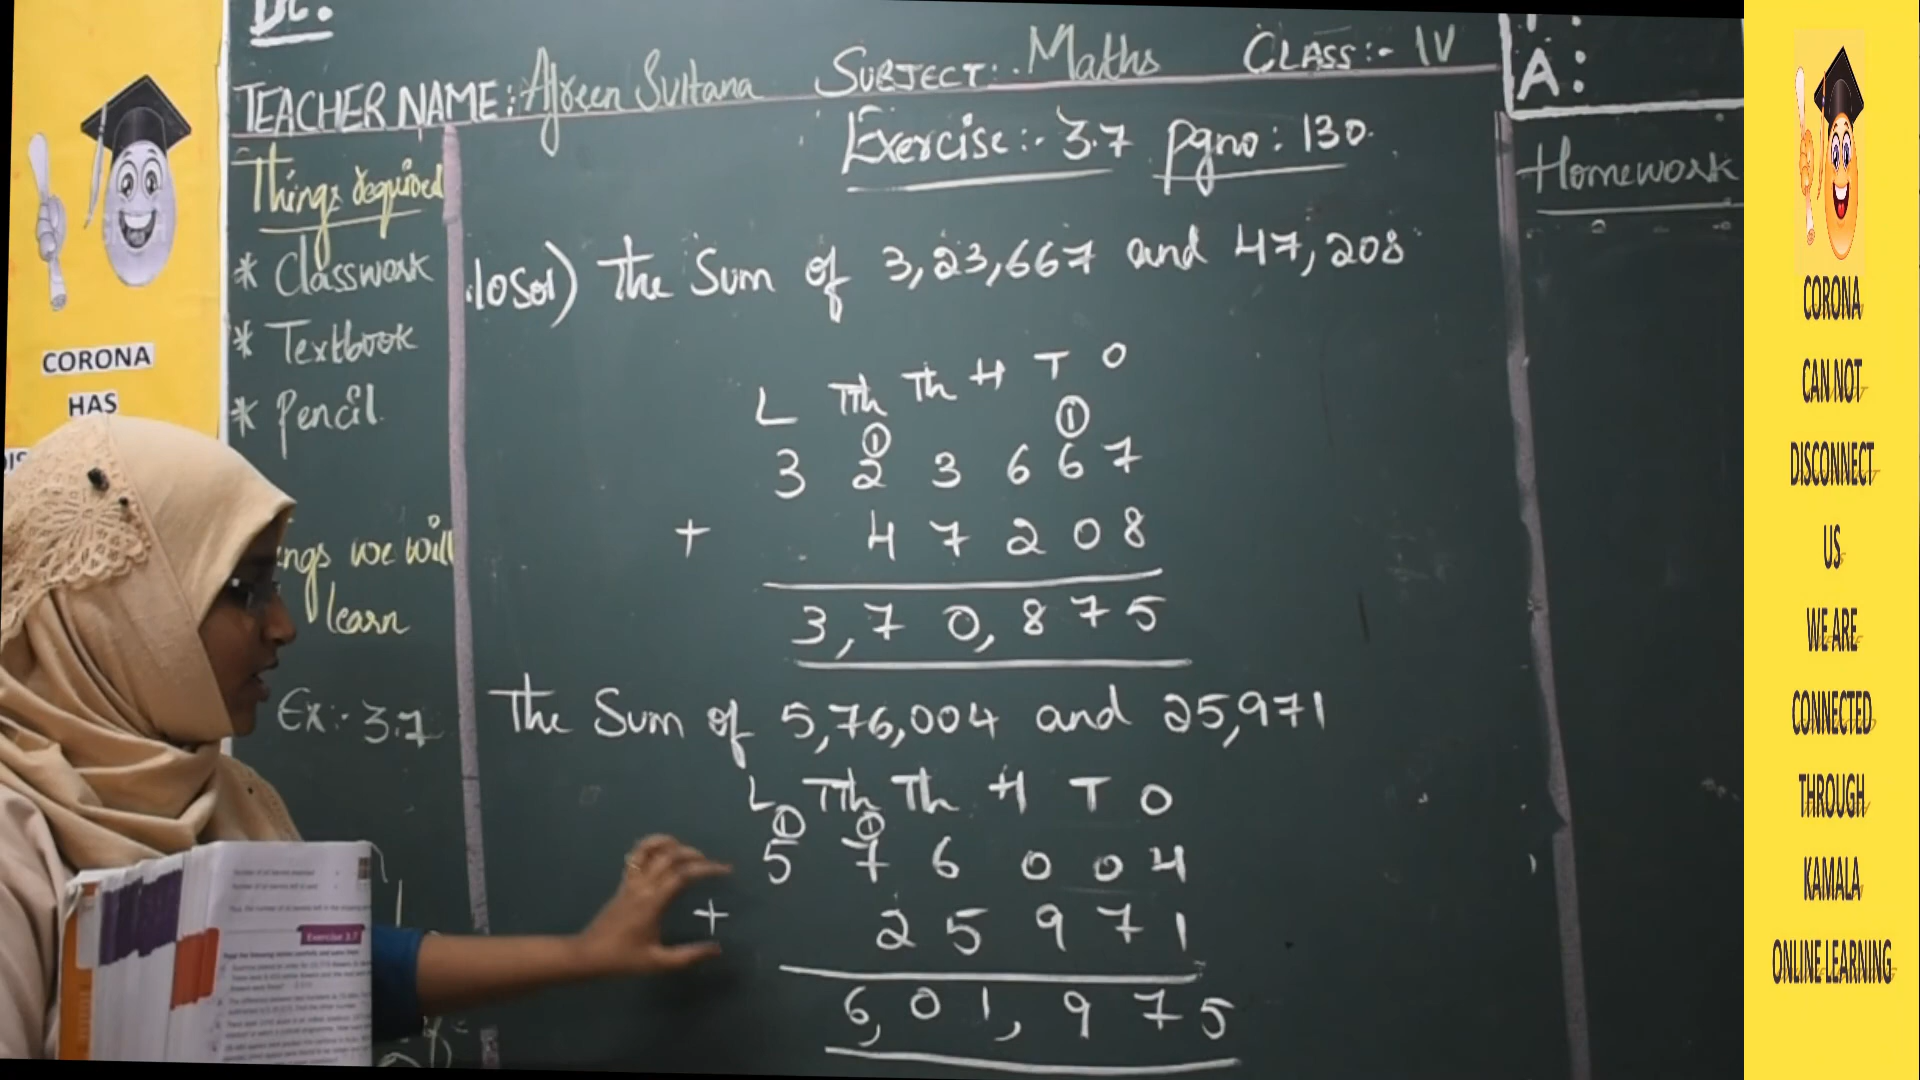 TEACHER NAME: Afreen Sultana SUBJECT:- Maths CLASS:- IV
Exercise:- 3.7 pgno: 130
A:
Homework
Things required
* Classwork
* Textbook
* Pencil
ings we will
learn
Ex:- 3.7
The Sum of 3,23,667 and 47,208
L Tth Th H T O
① ①
3 2 3 6 6 7
+ 4 7 2 0 8
3,7 0,8 7 5
The Sum of 5,76,004 and 25,971
L Tth Th H T O
① ①
5 7 6 0 0 4
+ 2 5 9 7 1
6,0 1,9 7 5
CORONA
HAS
Exercise 3.7
CORONA
CAN NOT
DISCONNECT
US
WE ARE
CONNECTED
THROUGH
KAMALA
ONLINE LEARNING